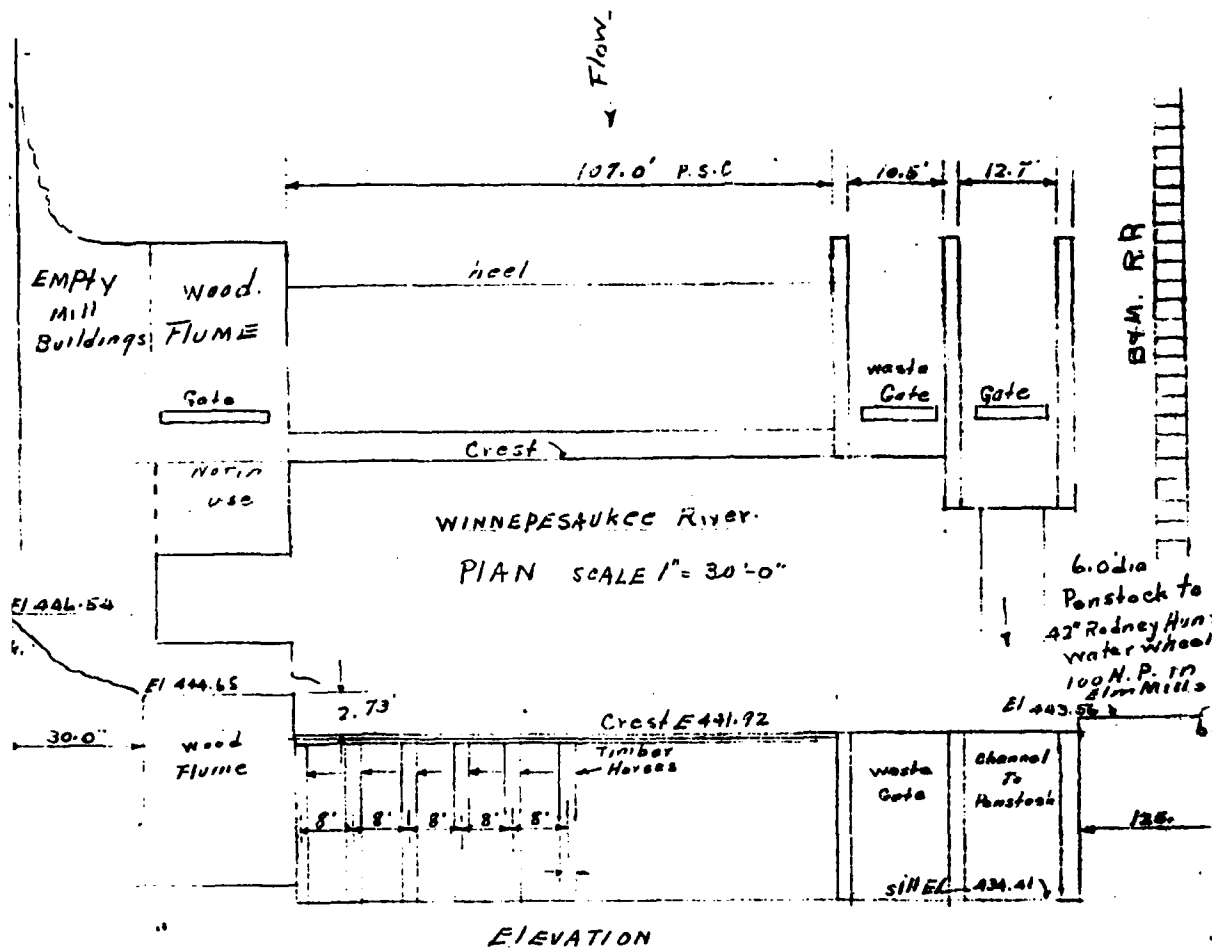 Flow
107.0' P.S.C
10.5'
12.7'
B&M. R.R
EMPty
Mill
Buildings
Wood.
FLUME
heel
waste
Gate
Gate
Gate
Crest
Not in
use
WINNEPESAUKEE River.
PLAN SCALE 1" = 30'-0"
6.0' dia
Penstock to
42" Rodney Hun
water wheel
100 H.P. in
Elm Mills
El 446.54
El 444.65
2.73'
Crest E 441.92
El 443.56
30.0"
wood
Flume
Timber
Horses
waste
Gate
Channel
To
Penstock
8' 8' 8' 8' 8'
125.
sill El 434.41
ELEVATION